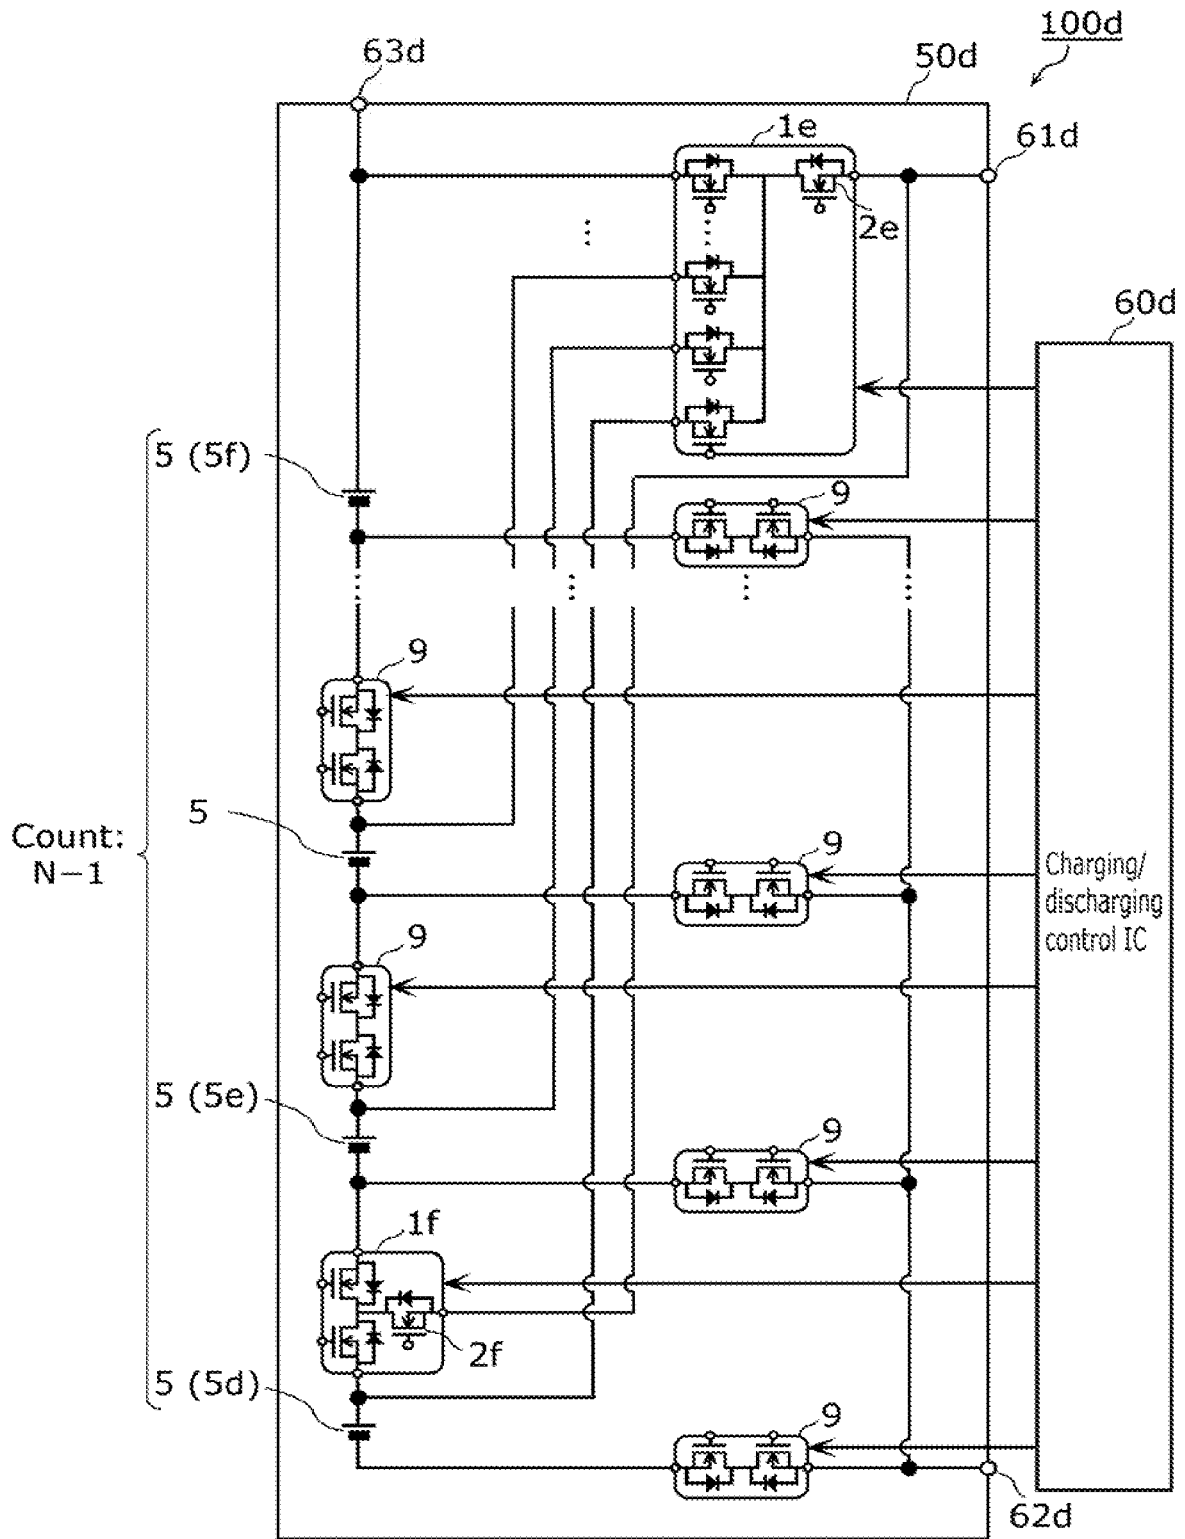 100d
63d
50d
1e
61d
2e
60d
5 (5f)
9
9
5
Count:
N−1
9
Charging/
discharging
control IC
9
5 (5e)
9
1f
2f
5 (5d)
9
62d